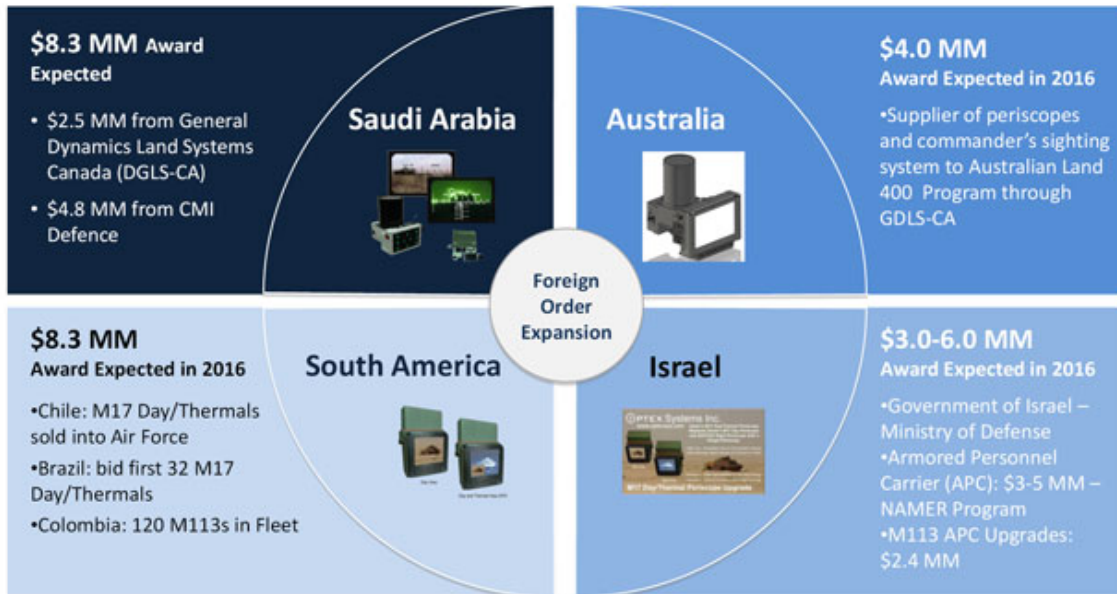 $8.3 MM Award
Expected
• $2.5 MM from General
Dynamics Land Systems
Canada (DGLS-CA)
• $4.8 MM from CMI
Defence
Saudi Arabia
Australia
$4.0 MM
Award Expected in 2016
•Supplier of periscopes
and commander's sighting
system to Australian Land
400 Program through
GDLS-CA
Foreign
Order
Expansion
$8.3 MM
Award Expected in 2016
•Chile: M17 Day/Thermals
sold into Air Force
•Brazil: bid first 32 M17
Day/Thermals
•Colombia: 120 M113s in Fleet
South America
Israel
OPTEX Systems Inc.
M17 Day/Thermal Periscope Upgrade
$3.0-6.0 MM
Award Expected in 2016
•Government of Israel –
Ministry of Defense
•Armored Personnel
Carrier (APC): $3-5 MM –
NAMER Program
•M113 APC Upgrades:
$2.4 MM